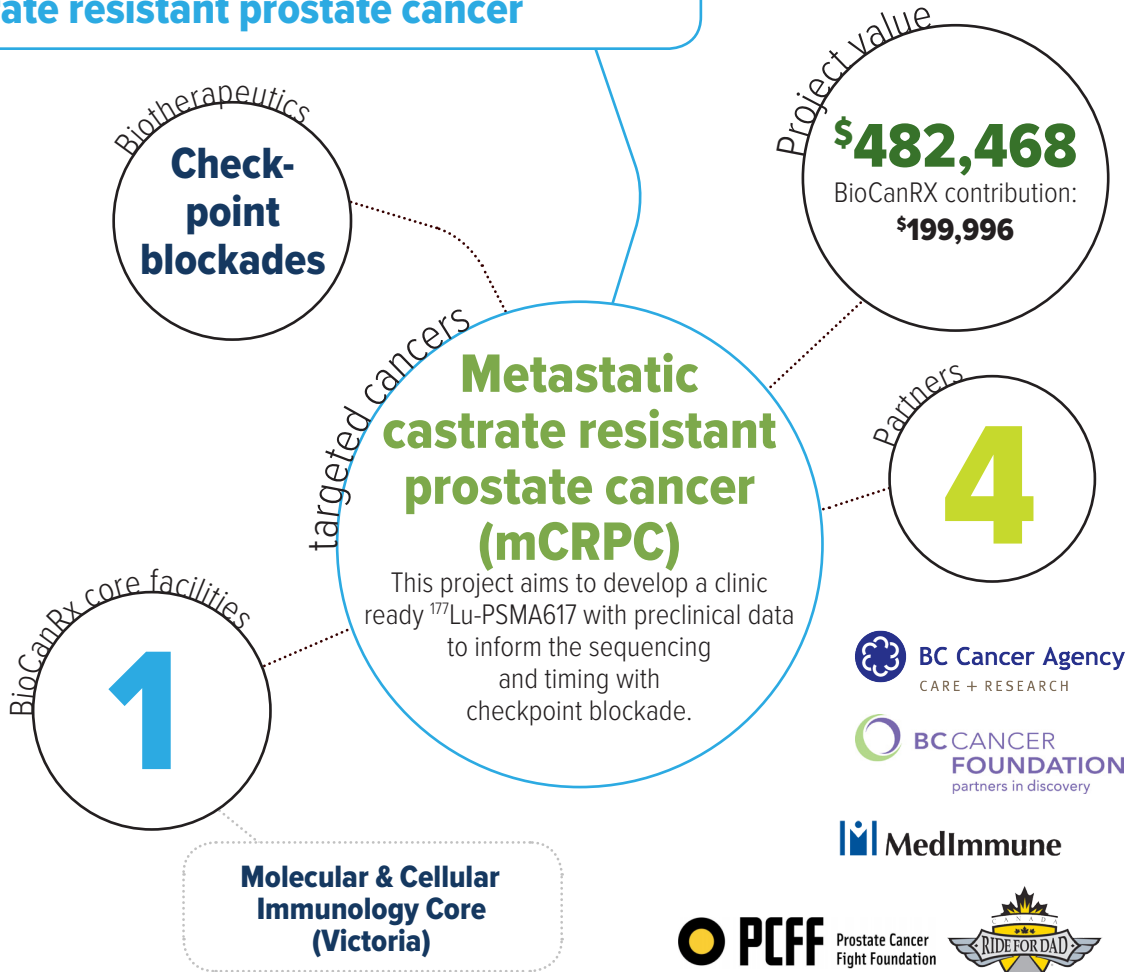 ate resistant prostate cancer
Biotherapeutics
Check-
point
blockades
Project value
$482,468
BioCanRX contribution:
$199,996
targeted cancers
Metastatic
castrate resistant
prostate cancer
(mCRPC)
This project aims to develop a clinic
ready ¹⁷⁷Lu-PSMA617 with preclinical data
to inform the sequencing
and timing with
checkpoint blockade.
Partners
4
BioCanRx core facilities
1
Molecular & Cellular
Immunology Core
(Victoria)
BC Cancer Agency
CARE + RESEARCH
BC CANCER
FOUNDATION
partners in discovery
MedImmune
PCFF Prostate Cancer
Fight Foundation
CANADA
RIDE FOR DAD